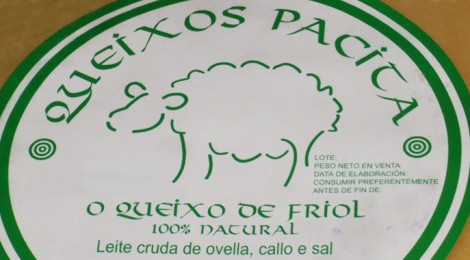 QUEIXOS PACITA
LOTE:
PESO NETO EN VENTA:
DATA DE ELABORACIÓN:
CONSUMIR PREFERENTEMENTE
ANTES DE FIN DE:
O QUEIXO DE FRIOL
100% NATURAL
Leite cruda de ovella, callo e sal